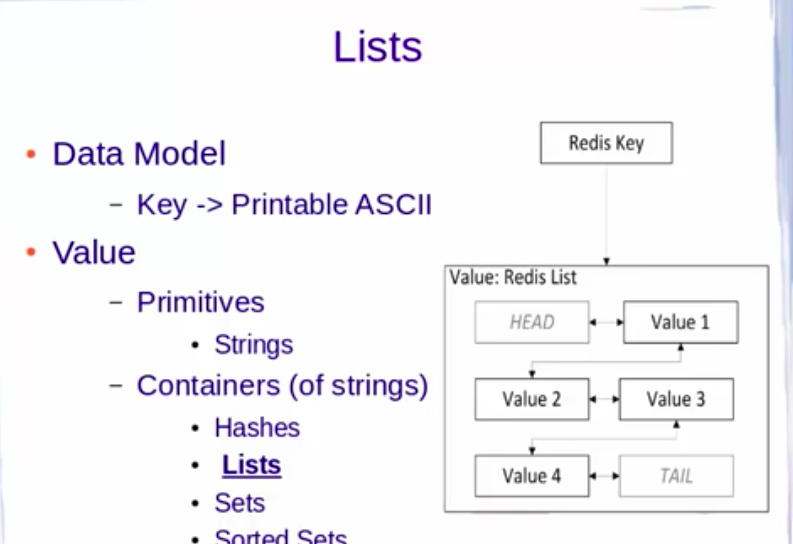 Lists
Data Model
– Key -> Printable ASCII
Value
– Primitives
• Strings
– Containers (of strings)
• Hashes
• Lists
• Sets
• Sorted Sets
Redis Key
Value: Redis List
HEAD
Value 1
Value 2
Value 3
Value 4
TAIL